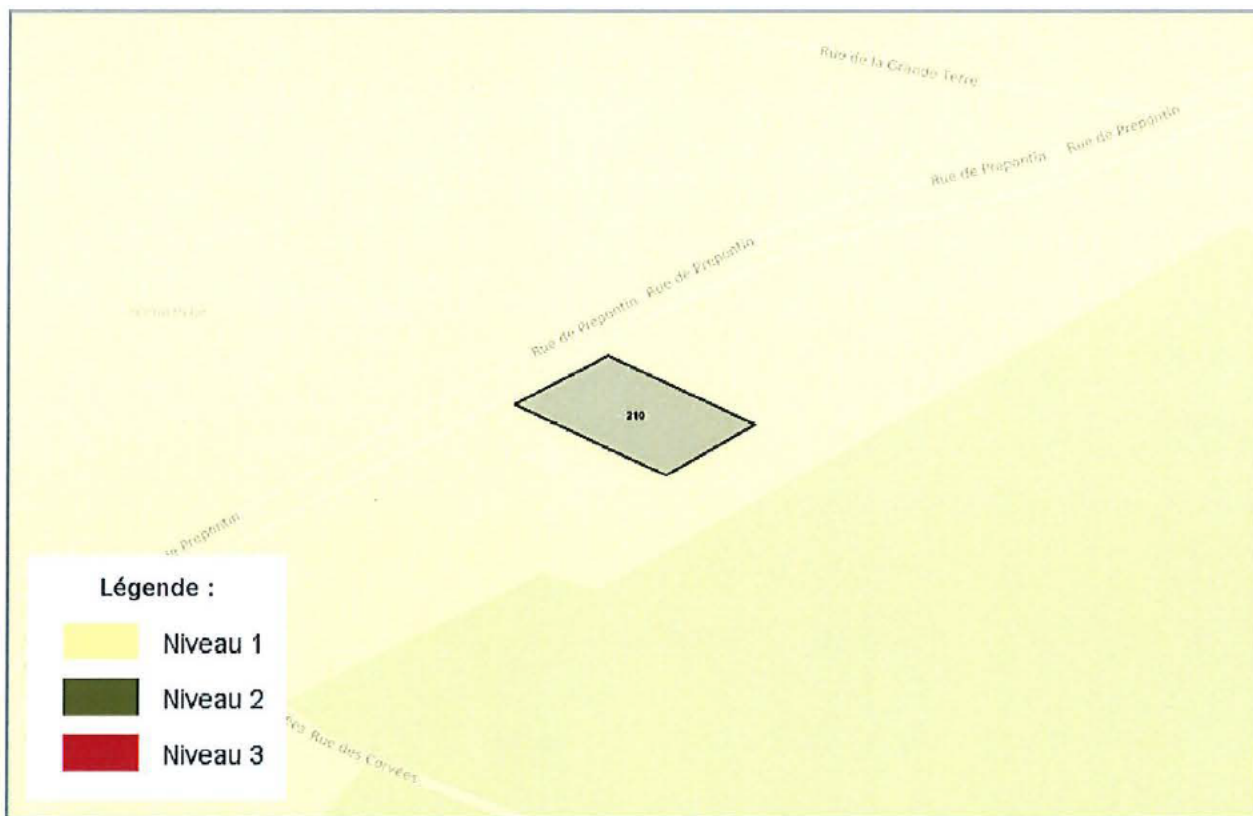 Rue de la Grande Terre
Rue de Prepontin
Rue de Prepontin
Rue de Prepontin
Rue de Prepontin
210
de Prepontin
Légende :
Niveau 1
Niveau 2
Niveau 3
Rue des Corvées